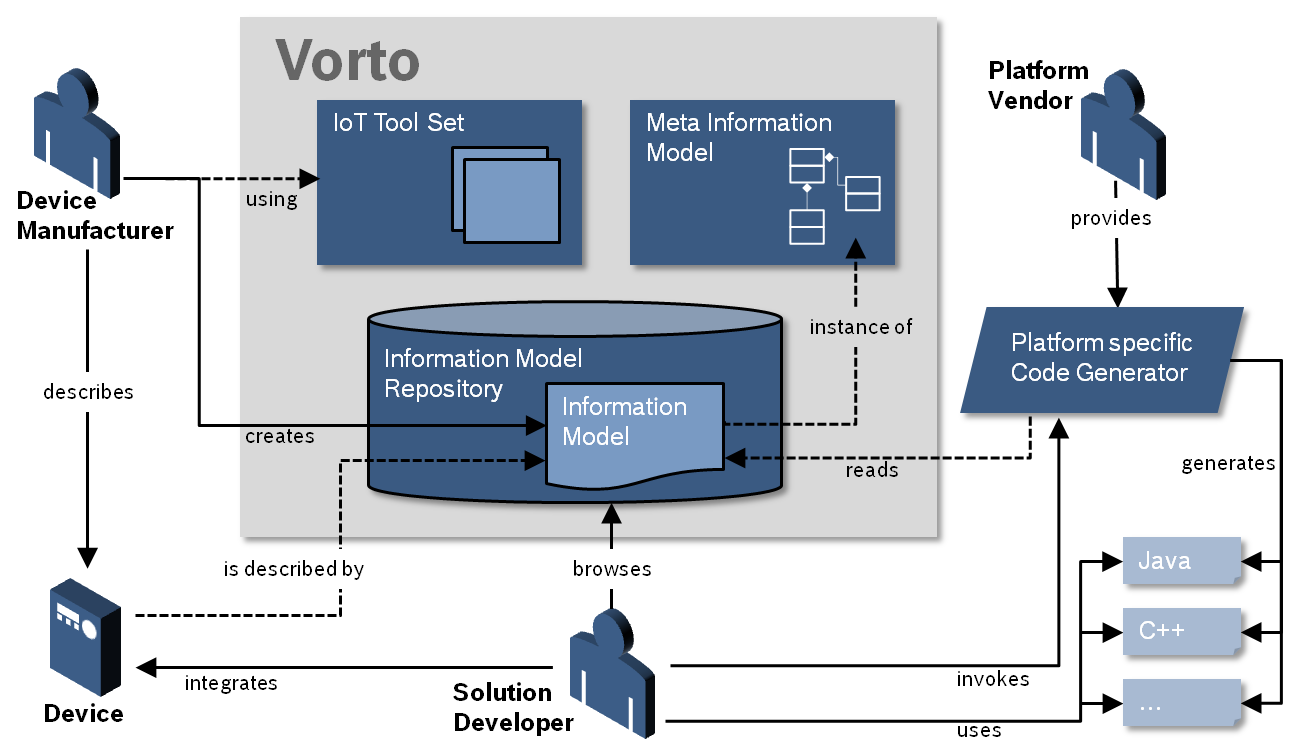 Vorto
IoT Tool Set
Meta Information
Model
Platform
Vendor
Device
Manufacturer
using
provides
instance of
Information Model
Repository
Information
Model
Platform specific
Code Generator
describes
creates
reads
generates
is described by
browses
Java
C++
...
integrates
invokes
uses
Solution
Developer
Device